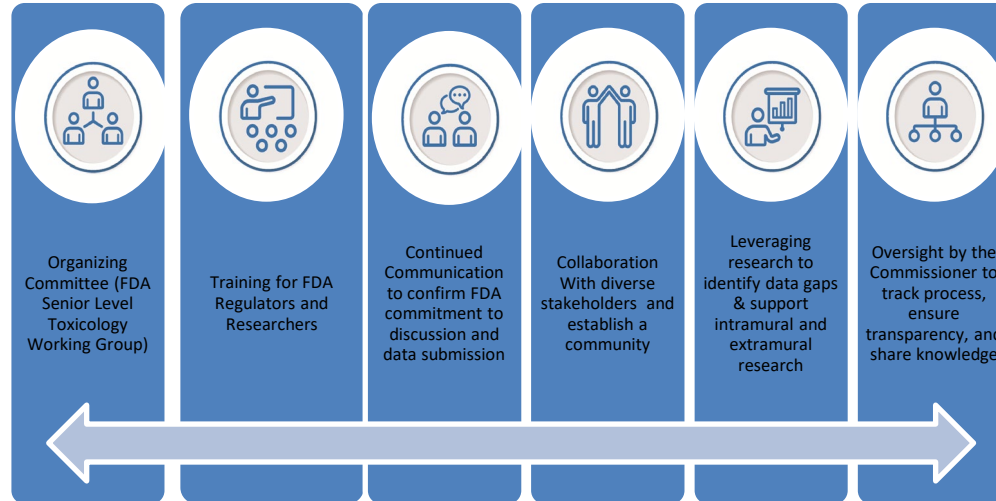 Organizing
Committee (FDA
Senior Level
Toxicology
Working Group)
Training for FDA
Regulators and
Researchers
Continued
Communication
to confirm FDA
commitment to
discussion and
data submission
Collaboration
With diverse
stakeholders and
establish a
community
Leveraging
research to
identify data gaps
& support
intramural and
extramural
research
Oversight by the
Commissioner to
track process,
ensure
transparency, and
share knowledge